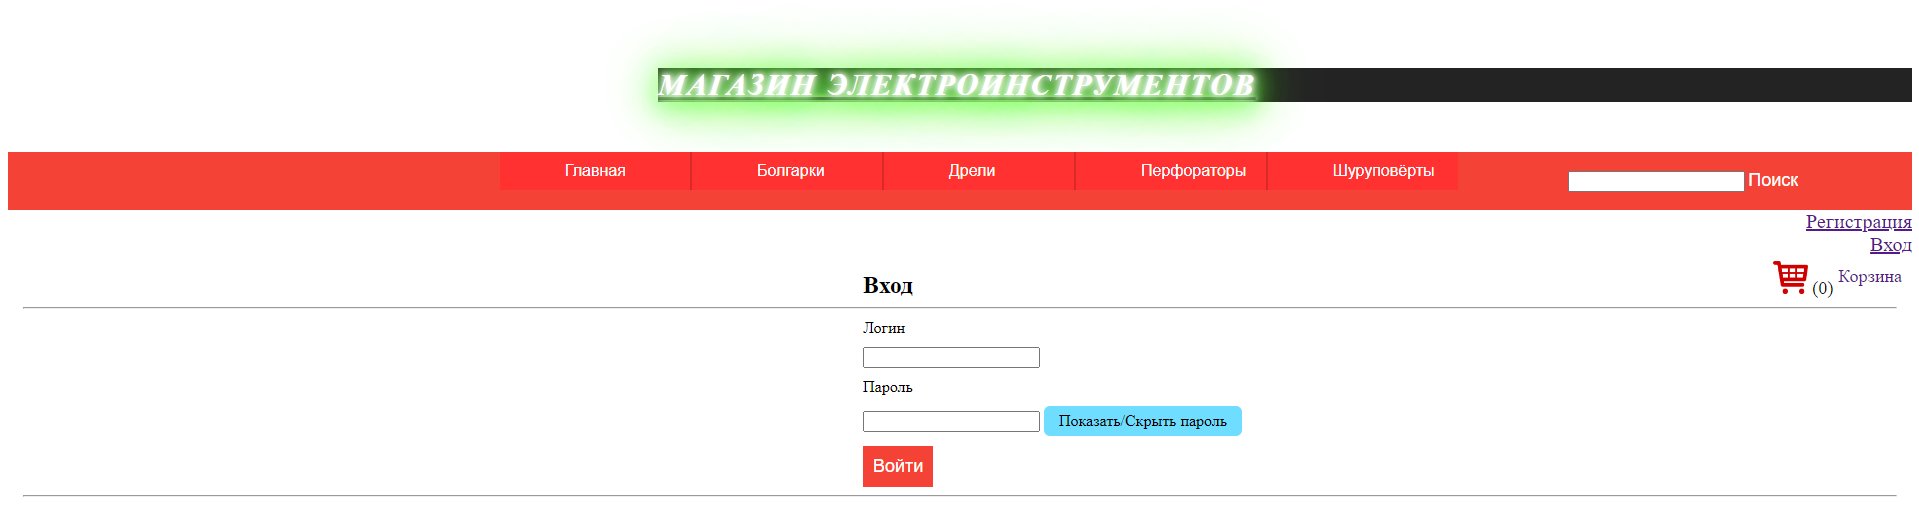 МАГАЗИН ЭЛЕКТРОИНСТРУМЕНТОВ
Главная Болгарки Дрели Перфораторы Шуруповёрты Поиск
Регистрация
Вход
(0) Корзина
Вход
Логин
Пароль
Показать/Скрыть пароль
Войти